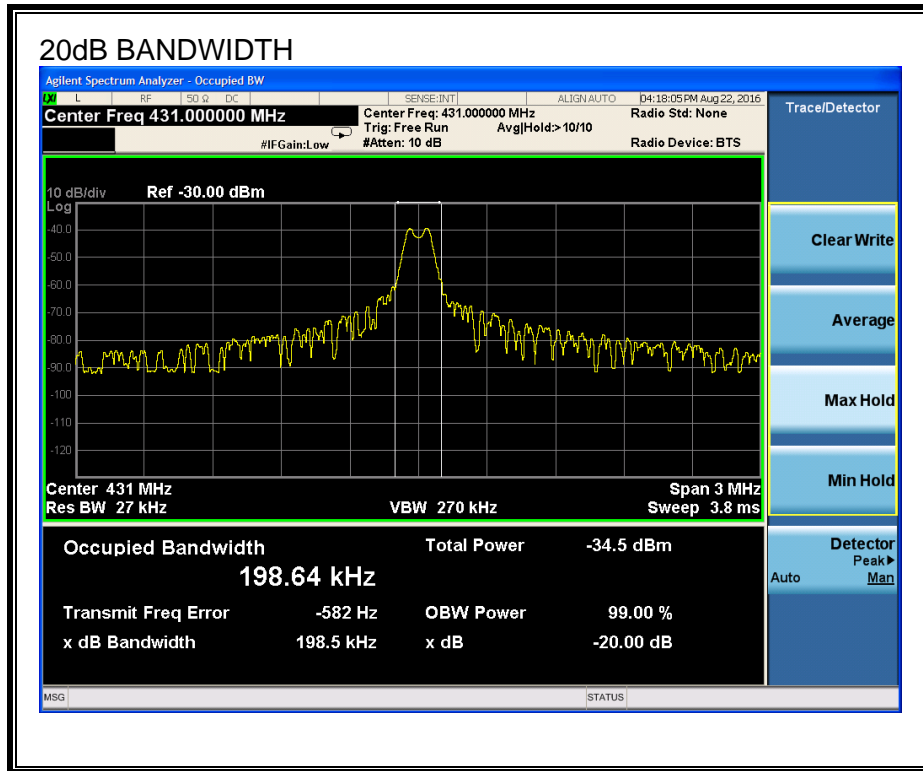 20dB BANDWIDTH
Agilent Spectrum Analyzer - Occupied BW
LXI L RF 50 Ω DC SENSE:INT ALIGN AUTO 04:18:05 PM Aug 22, 2016
Center Freq 431.000000 MHz Center Freq: 431.000000 MHz Radio Std: None
Trig: Free Run Avg|Hold:>10/10
#IFGain:Low #Atten: 10 dB Radio Device: BTS
10 dB/div Ref -30.00 dBm
Log
-40.0
-50.0
-60.0
-70.0
-80.0
-90.0
-100
-110
-120
Center 431 MHz Span 3 MHz
Res BW 27 kHz VBW 270 kHz Sweep 3.8 ms
Occupied Bandwidth Total Power -34.5 dBm
198.64 kHz
Transmit Freq Error -582 Hz OBW Power 99.00 %
x dB Bandwidth 198.5 kHz x dB -20.00 dB
Trace/Detector
Clear Write
Average
Max Hold
Min Hold
Detector
Peak▶
Auto Man
MSG STATUS